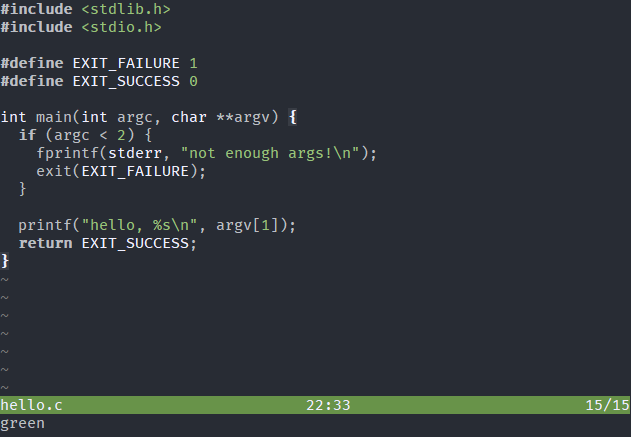 #include <stdlib.h>
#include <stdio.h>

#define EXIT_FAILURE 1
#define EXIT_SUCCESS 0

int main(int argc, char **argv) {
  if (argc < 2) {
    fprintf(stderr, "not enough args!\n");
    exit(EXIT_FAILURE);
  }

  printf("hello, %s\n", argv[1]);
  return EXIT_SUCCESS;
}
~
~
~
~
~
~
~
hello.c 22:33 15/15
green